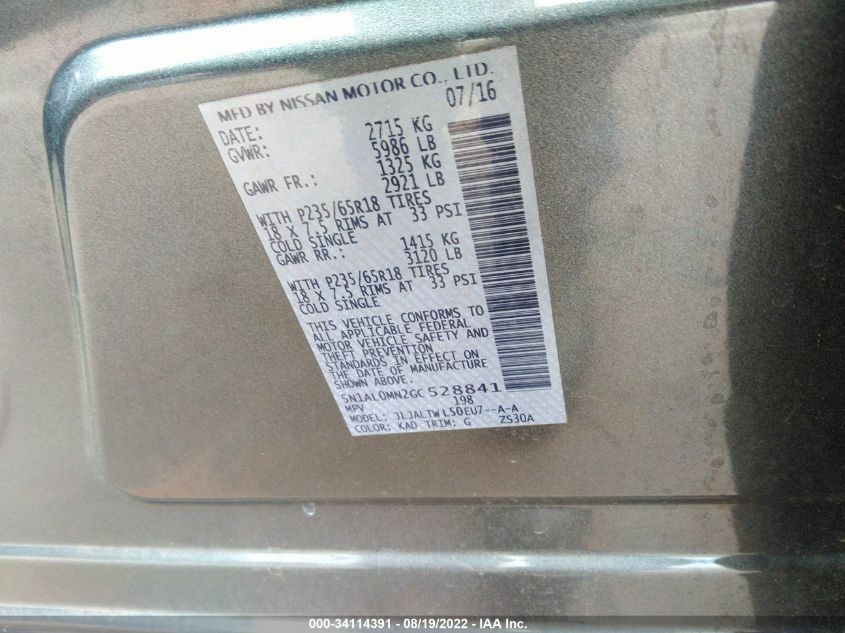 MFD BY NISSAN MOTOR CO., LTD.
DATE: 07/16
GVWR: 2715 KG
5986 LB
GAWR FR.: 1325 KG
2921 LB
WITH P235/65R18 TIRES
18 X 7.5 RIMS AT 33 PSI
COLD SINGLE
GAWR RR.: 1415 KG
3120 LB
WITH P235/65R18 TIRES
18 X 7.5 RIMS AT 33 PSI
COLD SINGLE
THIS VEHICLE CONFORMS TO
ALL APPLICABLE FEDERAL
MOTOR VEHICLE SAFETY AND
THEFT PREVENTION
STANDARDS IN EFFECT ON
THE DATE OF MANUFACTURE
SHOWN ABOVE.
5N1AL0MN2GC528841
MPV 198
MODEL: JLJALTWL50EU7--A-A
COLOR: KAD TRIM: G ZS30A
000-34114391 - 08/19/2022 - IAA Inc.